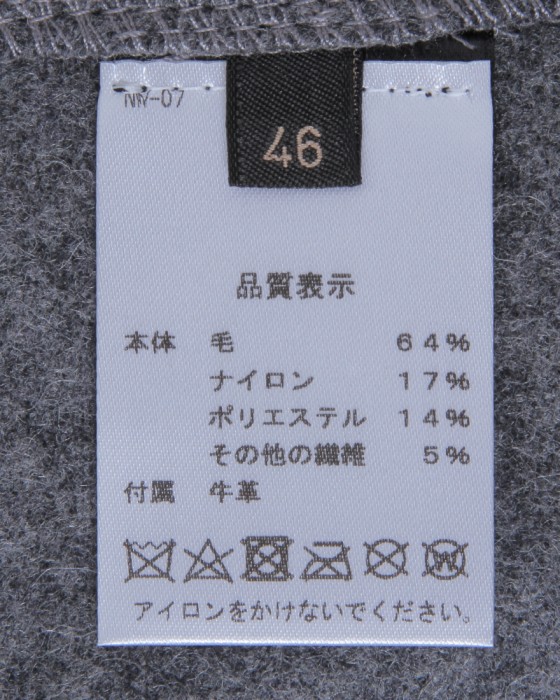 NW-07
46
品質表示
本体 毛 64%
ナイロン 17%
ポリエステル 14%
その他の繊維 5%
付属 牛革
W
アイロンをかけないでください。